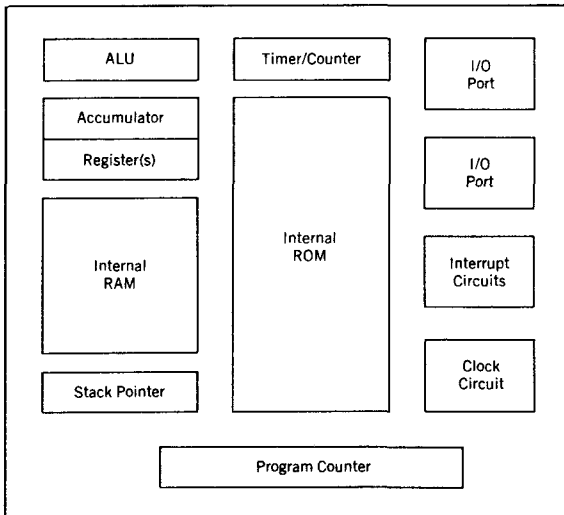 ALU
Accumulator
Register(s)
Internal
RAM
Stack Pointer
Timer/Counter
Internal
ROM
I/O
Port
I/O
Port
Interrupt
Circuits
Clock
Circuit
Program Counter